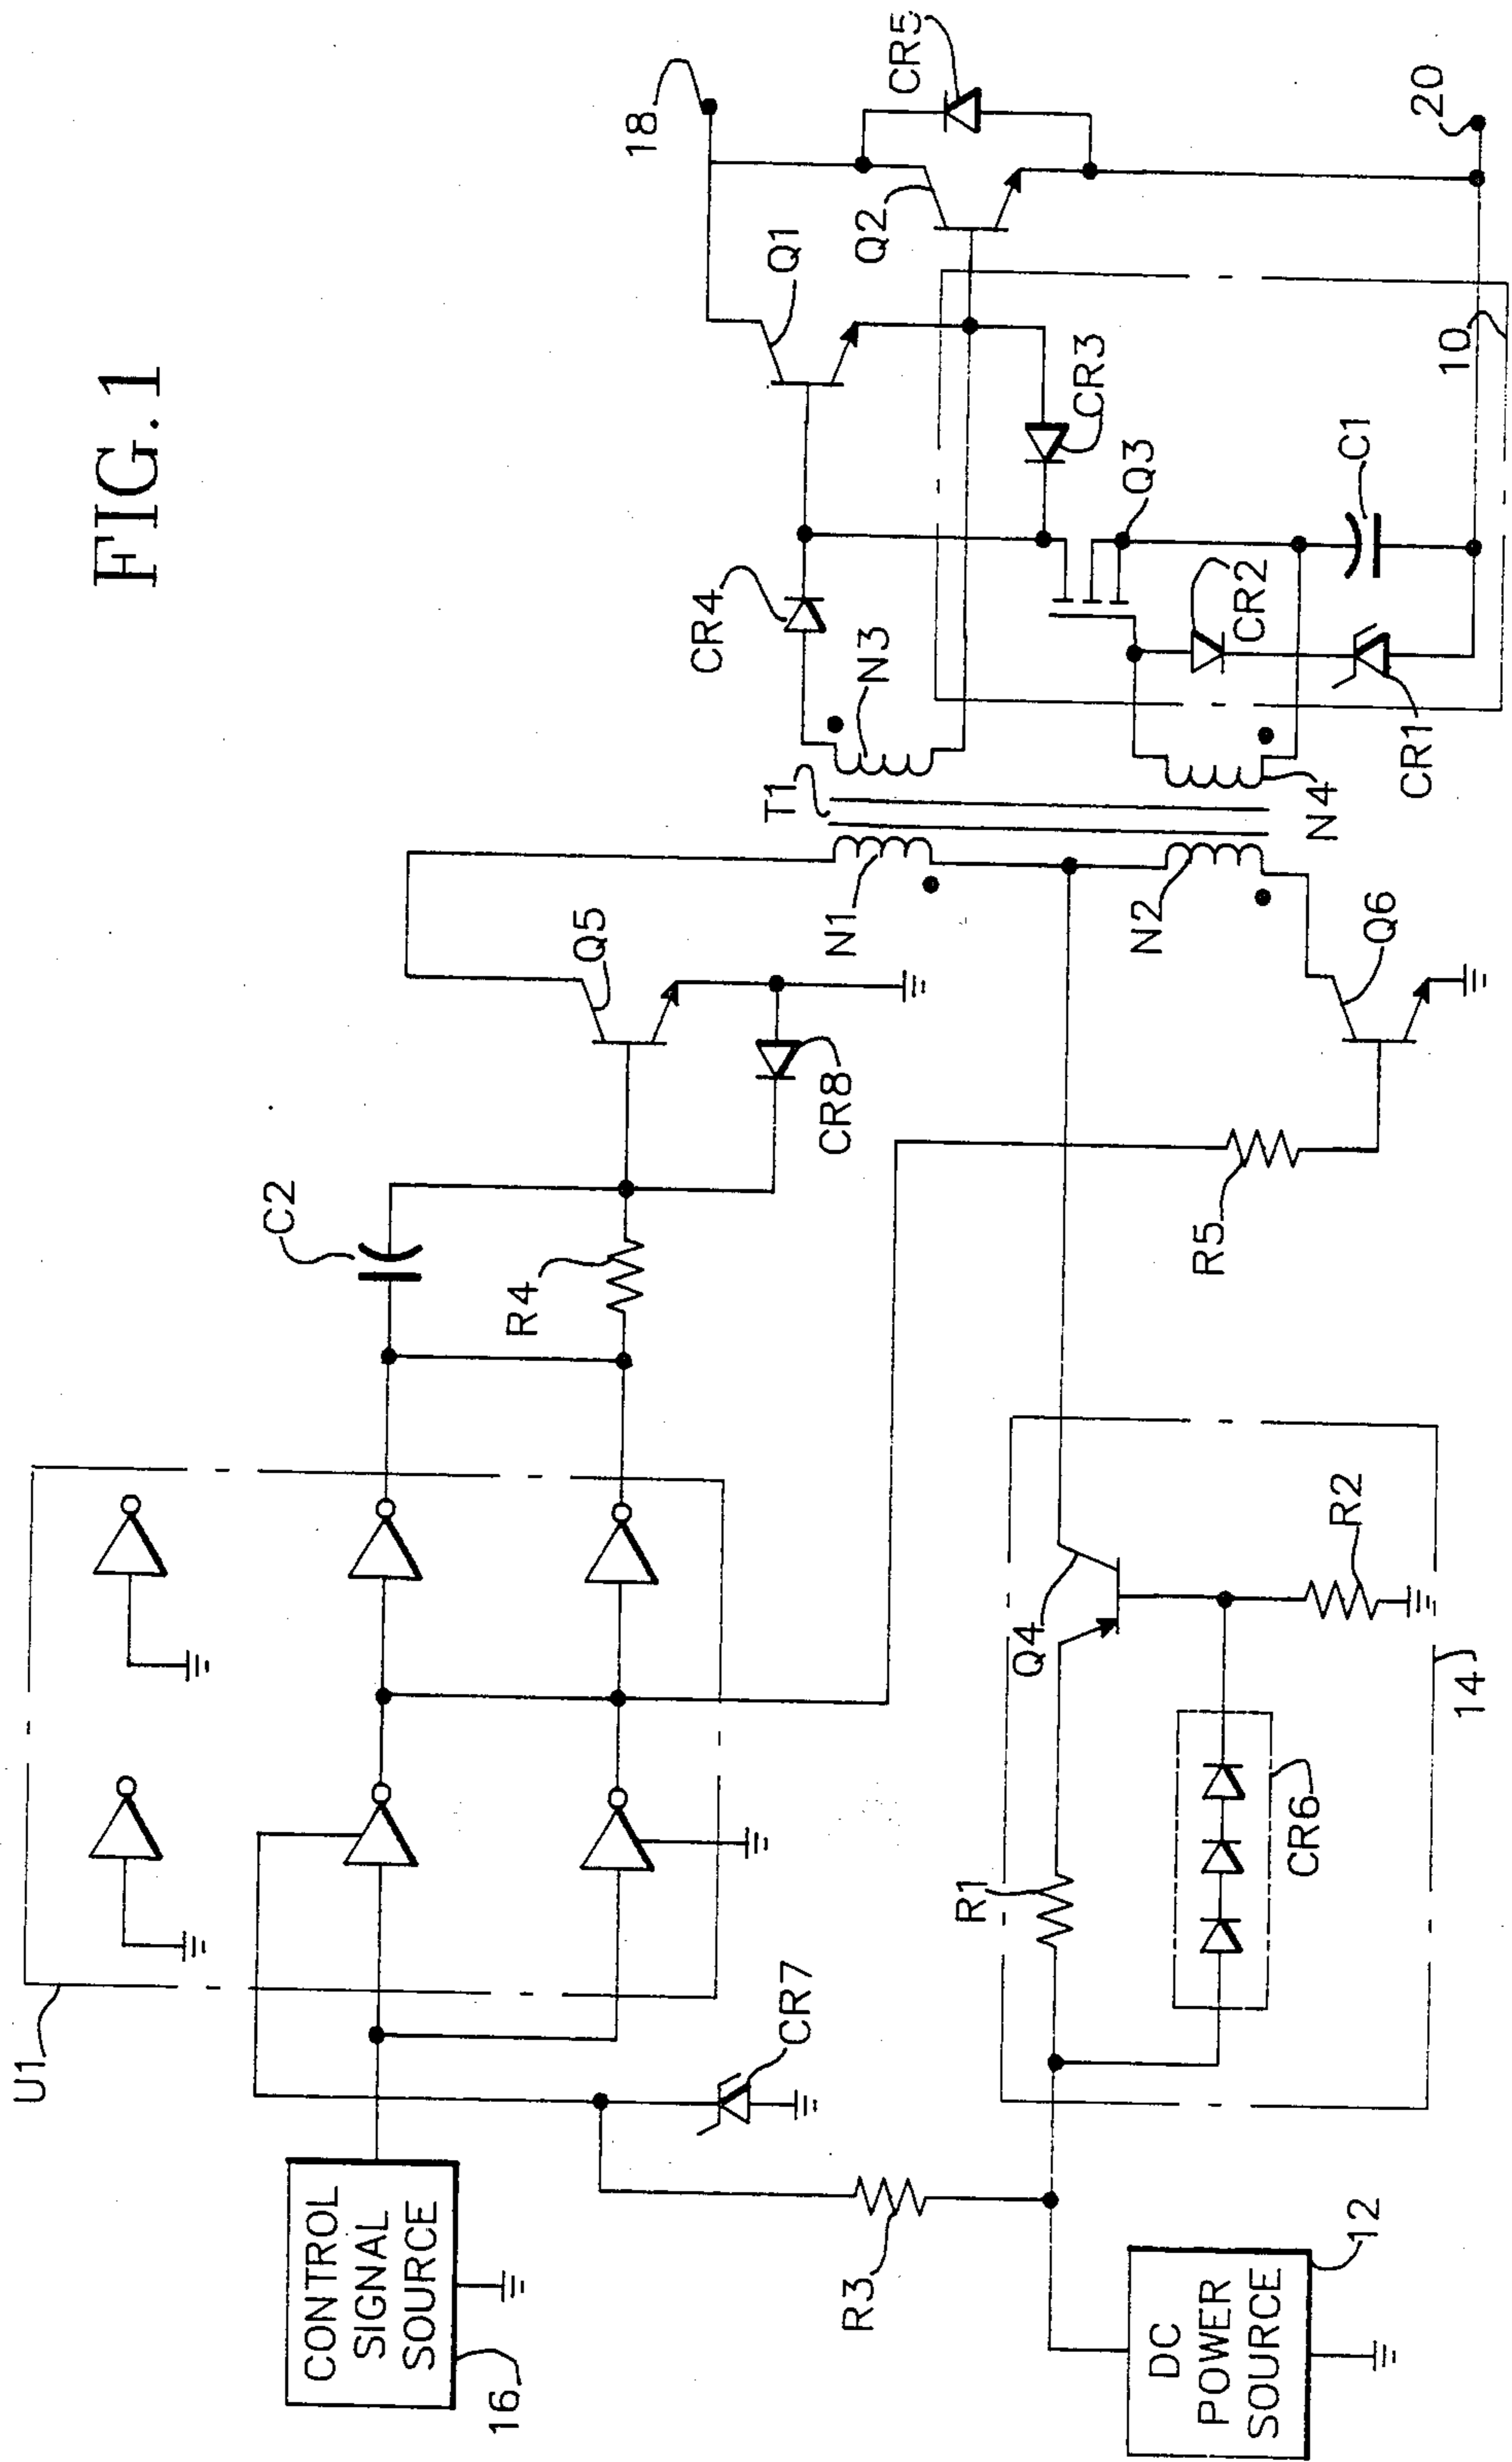 FIG.1
U1
CONTROL
SIGNAL
SOURCE
16
R3
CR7
DC
POWER
SOURCE
12
R1
CR6
Q4
R2
14
C2
R4
R5
Q5
CR8
N1
N2
Q6
T1
N3
N4
CR4
CR1
CR2
C1
Q3
CR3
10
Q1
Q2
CR5
18
20